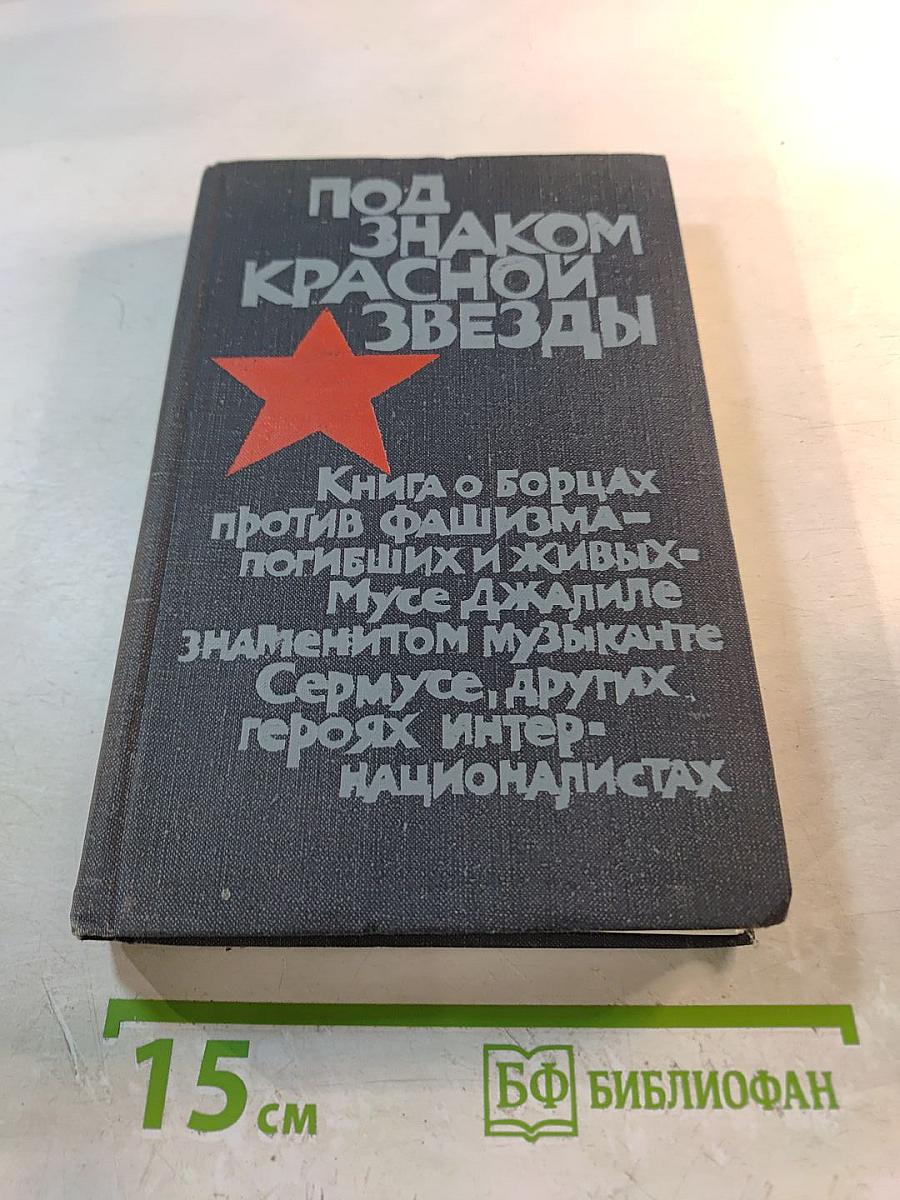 ПОД
ЗНАКОМ
КРАСНОЙ
ЗВЕЗДЫ
Книга о борцах
против фашизма-
погибших и живых-
Мусе Джалиле
знаменитом музыканте
Сермусе, других
героях интер-
националистах
15 см
БФ БИБЛИОФАН